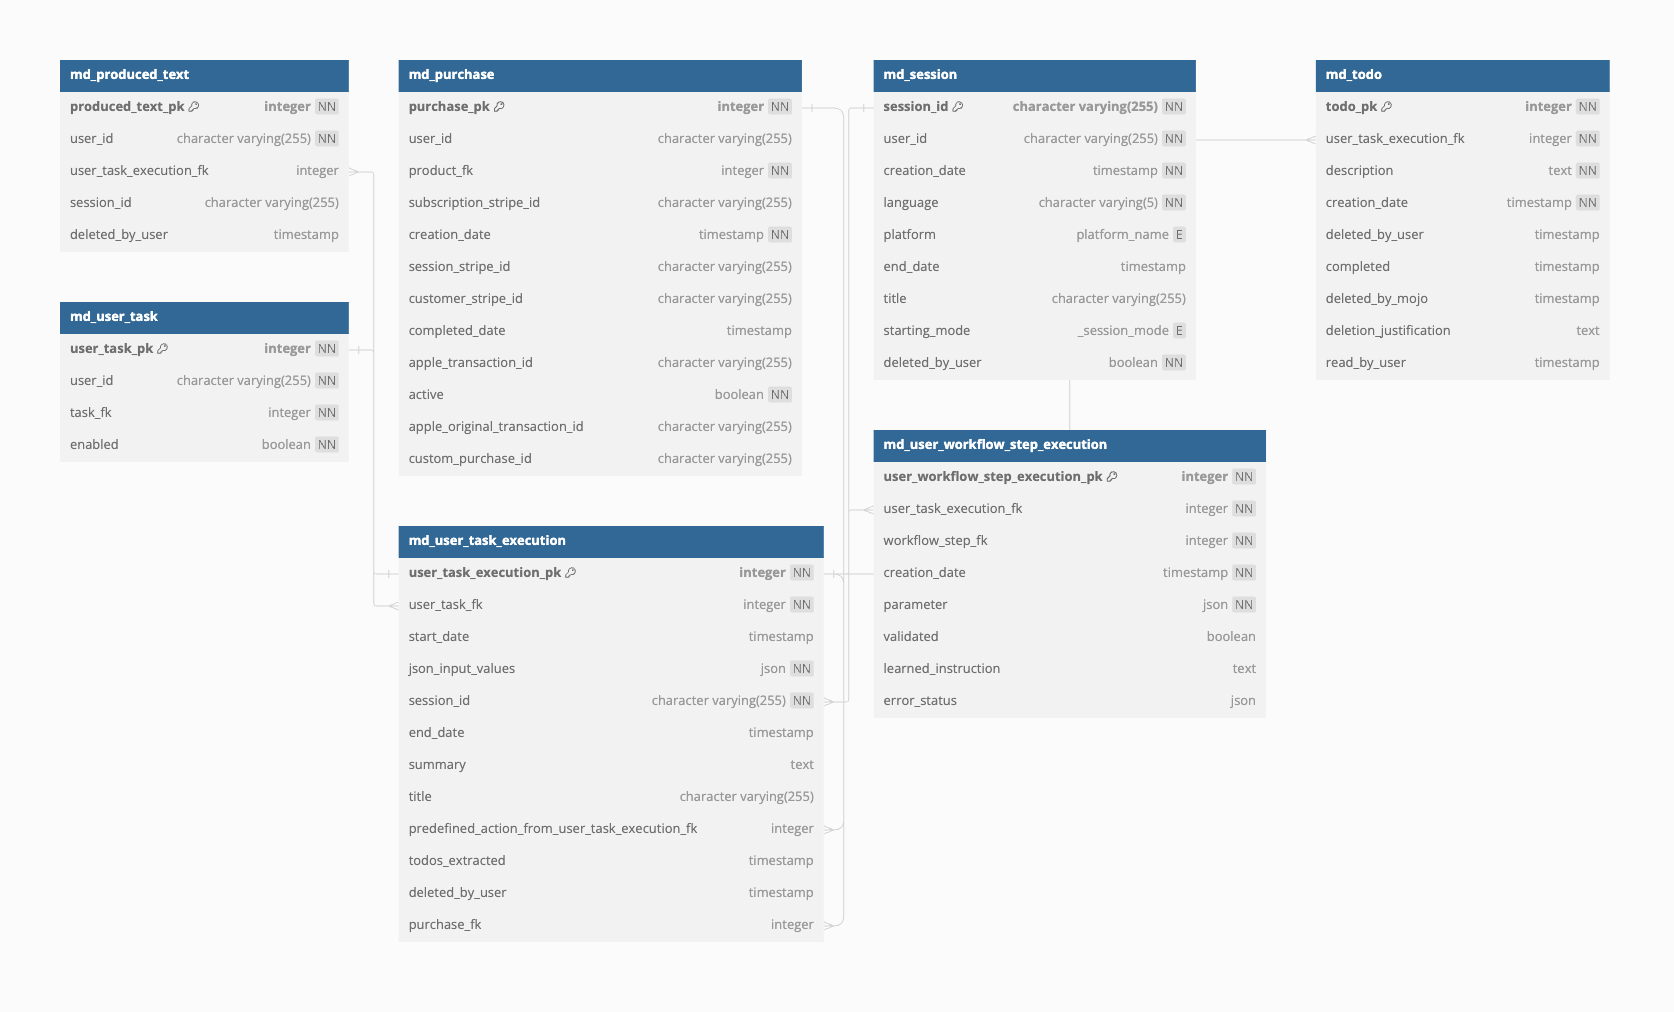 md_produced_text
produced_text_pk integer NN
user_id character varying(255) NN
user_task_execution_fk integer
session_id character varying(255)
deleted_by_user timestamp
md_user_task
user_task_pk integer NN
user_id character varying(255) NN
task_fk integer NN
enabled boolean NN
md_purchase
purchase_pk integer NN
user_id character varying(255)
product_fk integer NN
subscription_stripe_id character varying(255)
creation_date timestamp NN
session_stripe_id character varying(255)
customer_stripe_id character varying(255)
completed_date timestamp
apple_transaction_id character varying(255)
active boolean NN
apple_original_transaction_id character varying(255)
custom_purchase_id character varying(255)
md_user_task_execution
user_task_execution_pk integer NN
user_task_fk integer NN
start_date timestamp
json_input_values json NN
session_id character varying(255) NN
end_date timestamp
summary text
title character varying(255)
predefined_action_from_user_task_execution_fk integer
todos_extracted timestamp
deleted_by_user timestamp
purchase_fk integer
md_session
session_id character varying(255) NN
user_id character varying(255) NN
creation_date timestamp NN
language character varying(5) NN
platform platform_name E
end_date timestamp
title character varying(255)
starting_mode _session_mode E
deleted_by_user boolean NN
md_user_workflow_step_execution
user_workflow_step_execution_pk integer NN
user_task_execution_fk integer NN
workflow_step_fk integer NN
creation_date timestamp NN
parameter json NN
validated boolean
learned_instruction text
error_status json
md_todo
todo_pk integer NN
user_task_execution_fk integer NN
description text NN
creation_date timestamp NN
deleted_by_user timestamp
completed timestamp
deleted_by_mojo timestamp
deletion_justification text
read_by_user timestamp